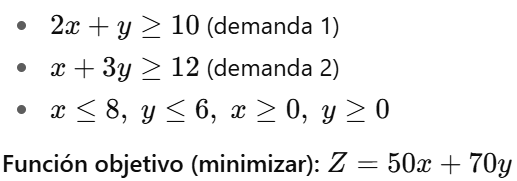 • 2x + y ≥ 10 (demanda 1)
• x + 3y ≥ 12 (demanda 2)
• x ≤ 8, y ≤ 6, x ≥ 0, y ≥ 0
Función objetivo (minimizar): Z = 50x + 70y